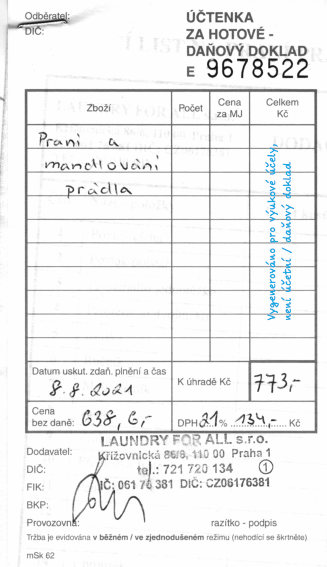 Odběratel:
DIČ:
ÚČTENKA
ZA HOTOVÉ -
DAŇOVÝ DOKLAD
E 9678522
Zboží
Počet
Cena za MJ
Celkem Kč
Praní a
mandlování
prádla
Vygenerováno pro výukové účely,
není účetní / daňový doklad
Datum uskut. zdaň. plnění a čas
8.8.2021
K úhradě Kč
773,-
Cena
bez daně: 638,6,-
DPH 21 % 134,- Kč
LAUNDRY FOR ALL s.r.o.
Dodavatel: Křižovnická 86/6, 110 00 Praha 1
DIČ: tel.: 721 720 134 1
FIK: IČ: 061 76 381 DIČ: CZ06176381
BKP:
Provozovna: razítko - podpis
Tržba je evidována v běžném / ve zjednodušeném režimu (nehodící se škrtněte)
mSk 62